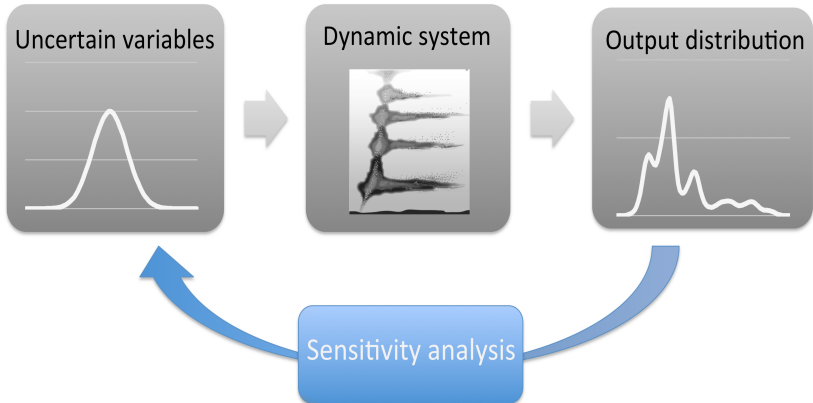 Uncertain variables
Dynamic system
Output distribution
Sensitivity analysis